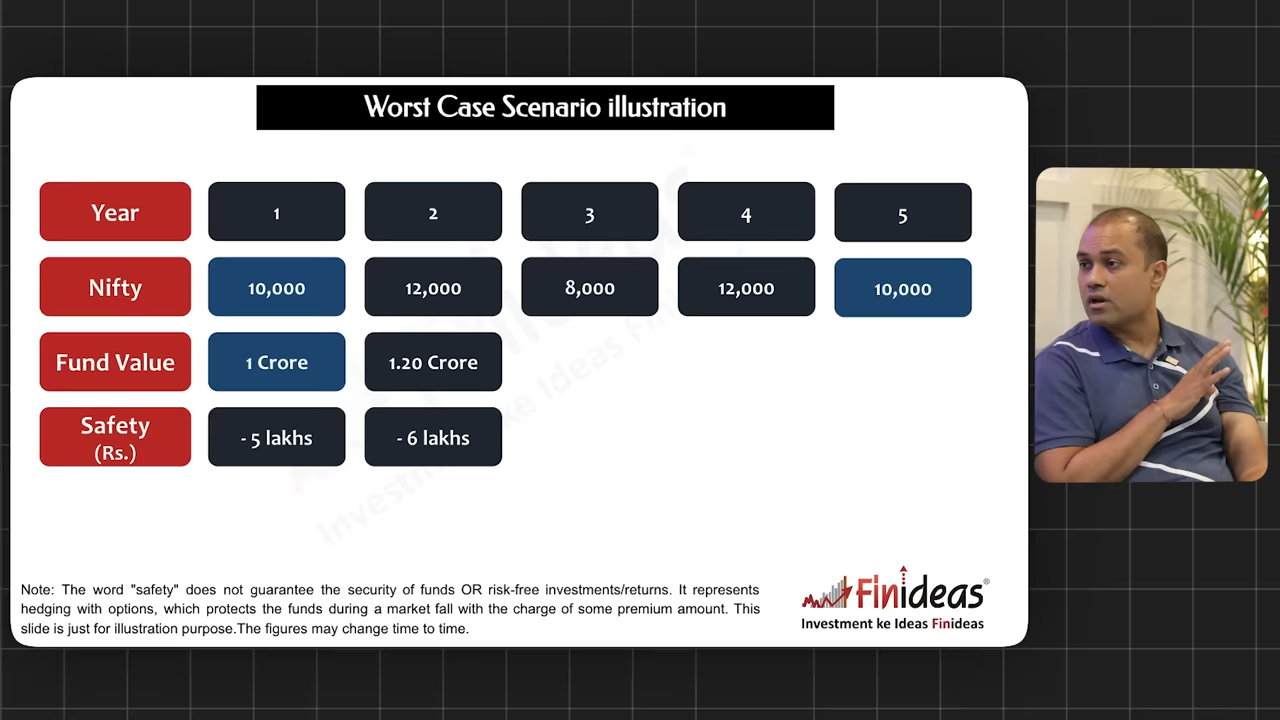 Worst Case Scenario illustration
Year 1 2 3 4 5
Nifty 10,000 12,000 8,000 12,000 10,000
Fund Value 1 Crore 1.20 Crore
Safety (Rs.) - 5 lakhs - 6 lakhs
Note: The word "safety" does not guarantee the security of funds OR risk-free investments/returns. It represents
hedging with options, which protects the funds during a market fall with the charge of some premium amount. This
slide is just for illustration purpose.The figures may change time to time.
Finideas®
Investment ke Ideas Finideas